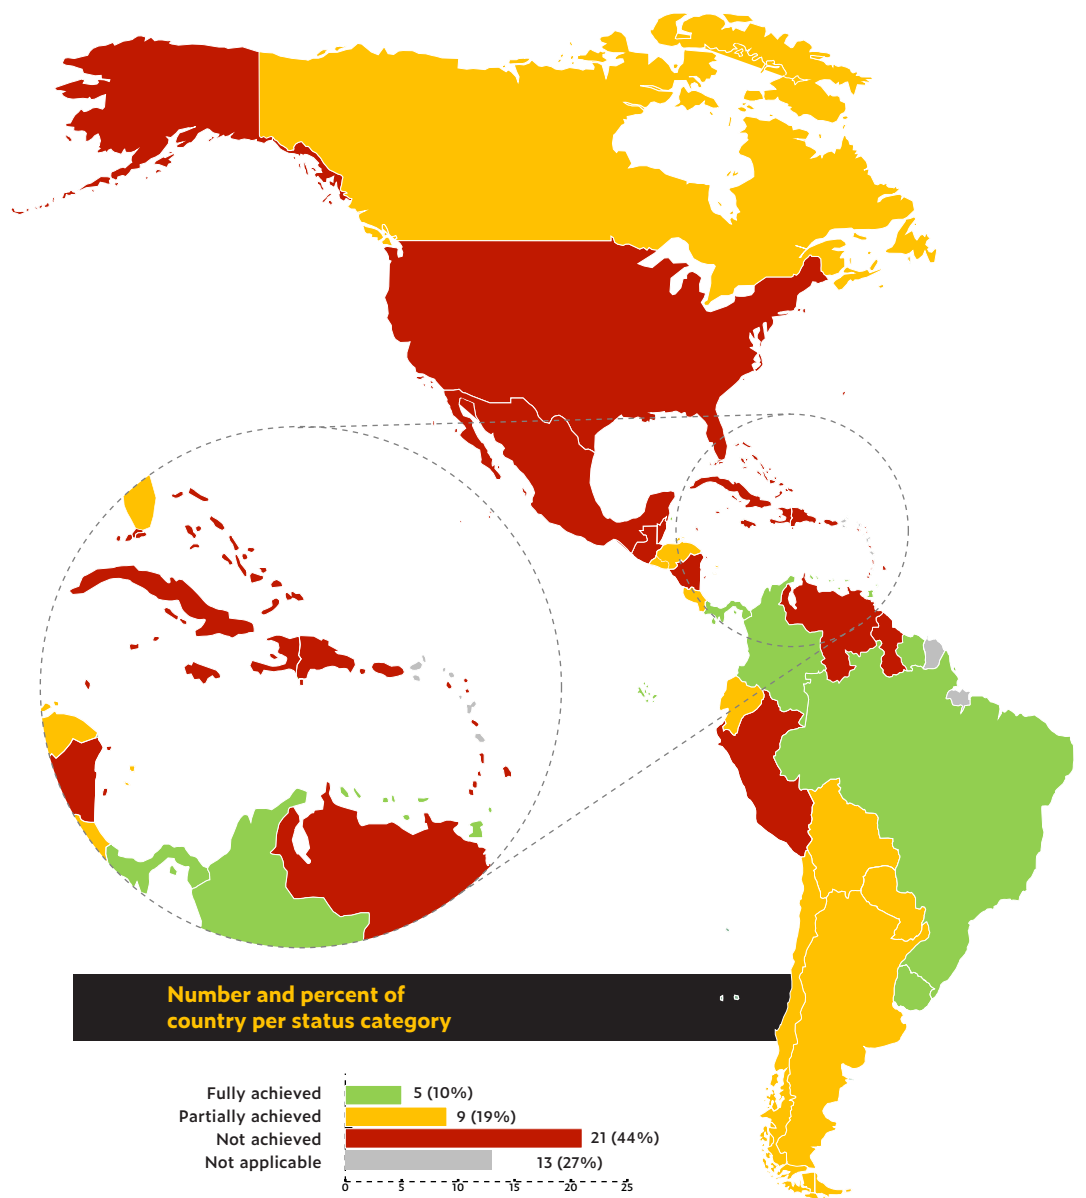 Number and percent of
country per status category
Fully achieved 5 (10%)
Partially achieved 9 (19%)
Not achieved 21 (44%)
Not applicable 13 (27%)
0 5 10 15 20 25